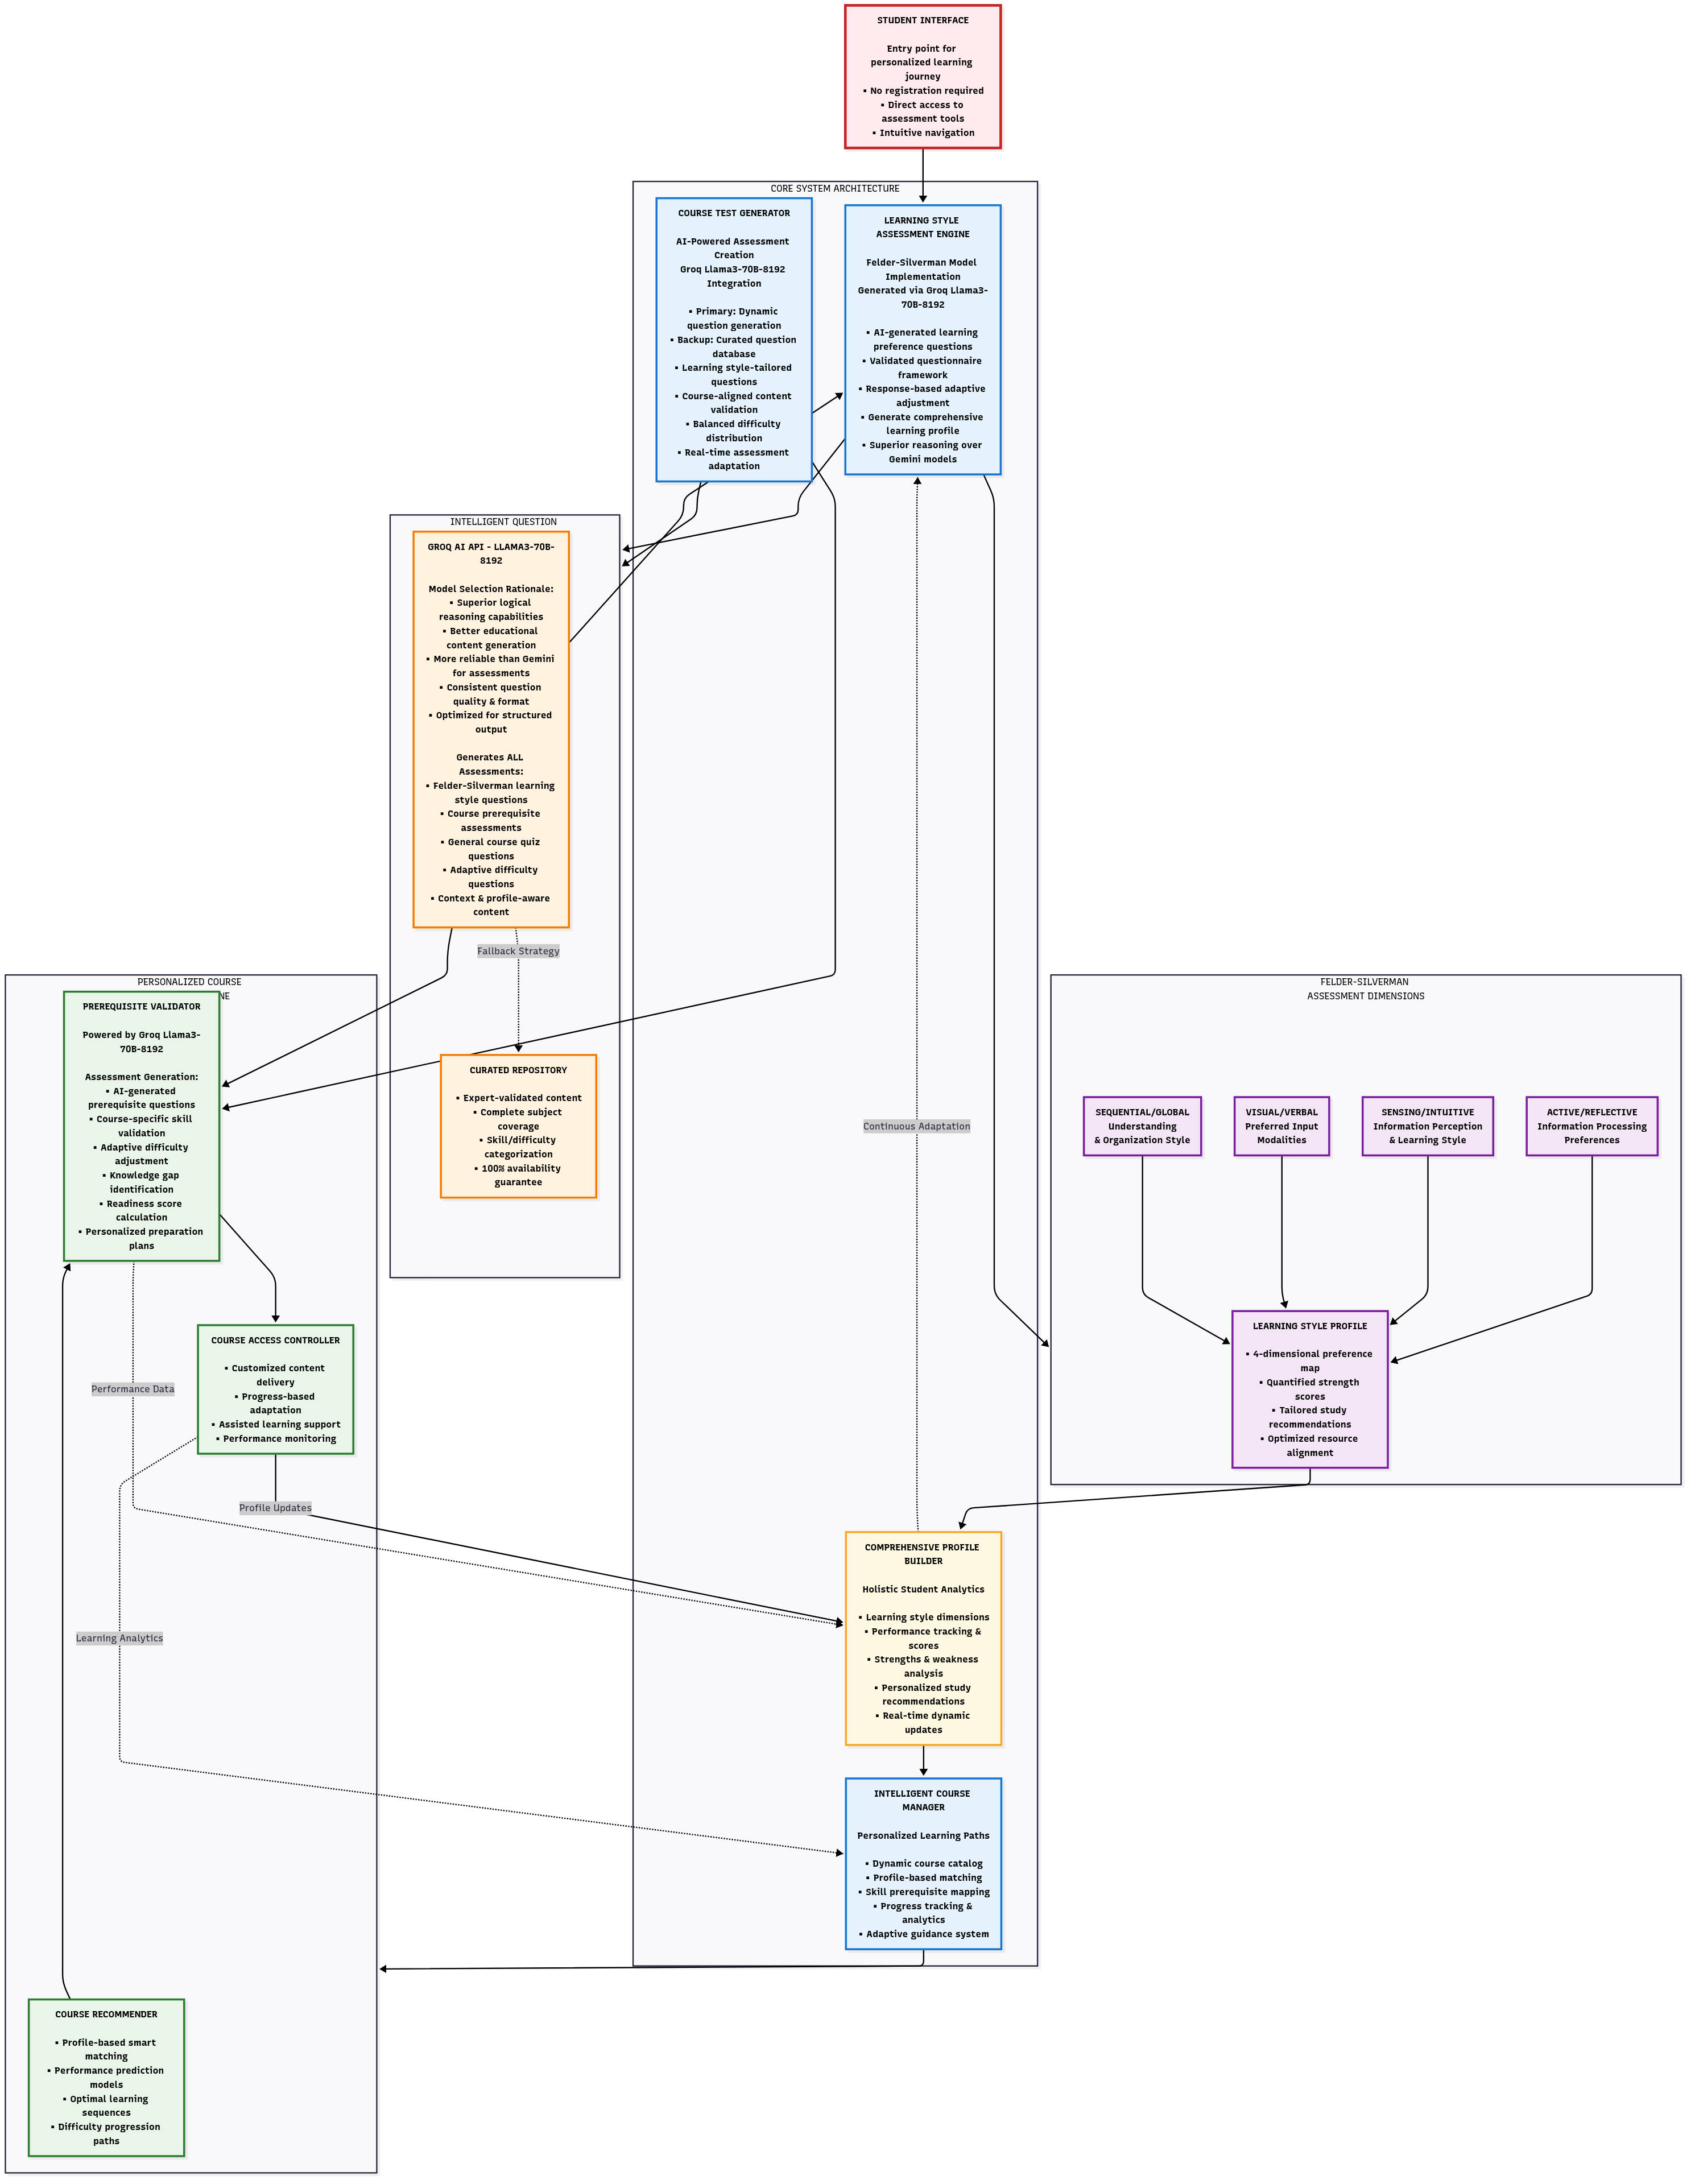 STUDENT INTERFACE
Entry point for
personalized learning
journey
▪ No registration required
▪ Direct access to
assessment tools
▪ Intuitive navigation
CORE SYSTEM ARCHITECTURE
COURSE TEST GENERATOR
AI-Powered Assessment
Creation
Groq Llama3-70B-8192
Integration
▪ Primary: Dynamic
question generation
▪ Backup: Curated question
database
▪ Learning style-tailored
questions
▪ Course-aligned content
validation
▪ Balanced difficulty
distribution
▪ Real-time assessment
adaptation
LEARNING STYLE
ASSESSMENT ENGINE
Felder-Silverman Model
Implementation
Generated via Groq Llama3-
70B-8192
▪ AI-generated learning
preference questions
▪ Validated questionnaire
framework
▪ Response-based adaptive
adjustment
▪ Generate comprehensive
learning profile
▪ Superior reasoning over
Gemini models
INTELLIGENT QUESTION
GROQ AI API - LLAMA3-70B-
8192
Model Selection Rationale:
▪ Superior logical
reasoning capabilities
▪ Better educational
content generation
▪ More reliable than Gemini
for assessments
▪ Consistent question
quality & format
▪ Optimized for structured
output
Generates ALL
Assessments:
▪ Felder-Silverman learning
style questions
▪ Course prerequisite
assessments
▪ General course quiz
questions
▪ Adaptive difficulty
questions
▪ Context & profile-aware
content
Fallback Strategy
CURATED REPOSITORY
▪ Expert-validated content
▪ Complete subject
coverage
▪ Skill/difficulty
categorization
▪ 100% availability
guarantee
PERSONALIZED COURSE
NE
PREREQUISITE VALIDATOR
Powered by Groq Llama3-
70B-8192
Assessment Generation:
▪ AI-generated
prerequisite questions
▪ Course-specific skill
validation
▪ Adaptive difficulty
adjustment
▪ Knowledge gap
identification
▪ Readiness score
calculation
▪ Personalized preparation
plans
Continuous Adaptation
FELDER-SILVERMAN
ASSESSMENT DIMENSIONS
SEQUENTIAL/GLOBAL
Understanding
& Organization Style
VISUAL/VERBAL
Preferred Input
Modalities
SENSING/INTUITIVE
Information Perception
& Learning Style
ACTIVE/REFLECTIVE
Information Processing
Preferences
LEARNING STYLE PROFILE
▪ 4-dimensional preference
map
▪ Quantified strength
scores
▪ Tailored study
recommendations
▪ Optimized resource
alignment
COURSE ACCESS CONTROLLER
▪ Customized content
delivery
▪ Progress-based
adaptation
▪ Assisted learning support
▪ Performance monitoring
Performance Data
Profile Updates
Learning Analytics
COMPREHENSIVE PROFILE
BUILDER
Holistic Student Analytics
▪ Learning style dimensions
▪ Performance tracking &
scores
▪ Strengths & weakness
analysis
▪ Personalized study
recommendations
▪ Real-time dynamic
updates
INTELLIGENT COURSE
MANAGER
Personalized Learning Paths
▪ Dynamic course catalog
▪ Profile-based matching
▪ Skill prerequisite mapping
▪ Progress tracking &
analytics
▪ Adaptive guidance system
COURSE RECOMMENDER
▪ Profile-based smart
matching
▪ Performance prediction
models
▪ Optimal learning
sequences
▪ Difficulty progression
paths